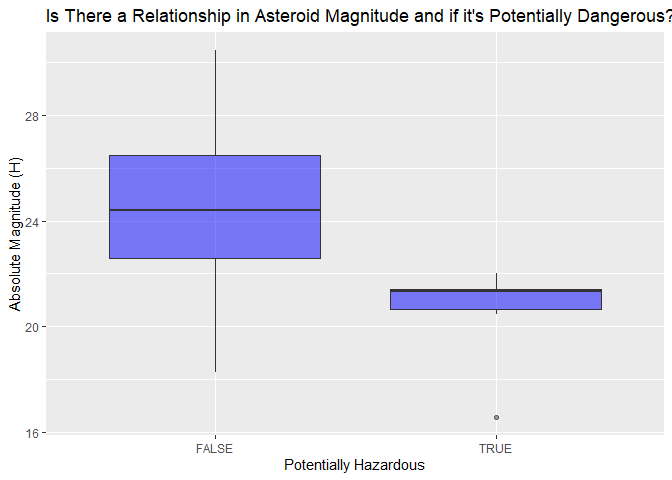 Is There a Relationship in Asteroid Magnitude and if it's Potentially Dangerous?
Absolute Magnitude (H)
28
24
20
16
FALSE
TRUE
Potentially Hazardous